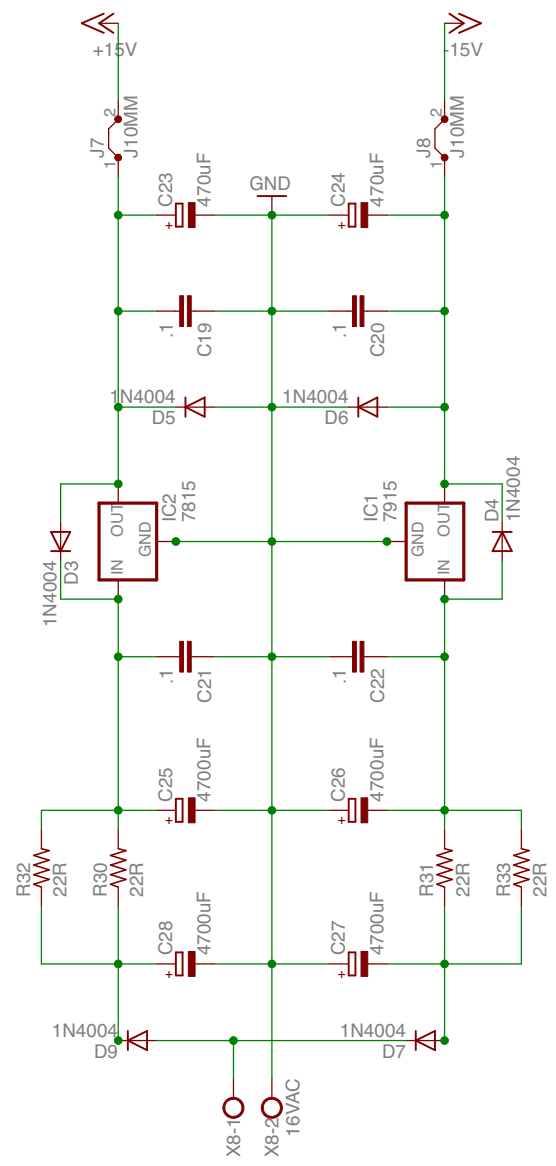 +15V
-15V
J7
1
2
J10MM
J8
1
2
J10MM
C23
470uF
+
GND
C24
470uF
+
.1
C19
.1
C20
1N4004
D5
1N4004
D6
1N4004
D3
OUT
IN
GND
IC2
7815
IC1
7915
GND
OUT
IN
D4
1N4004
.1
C21
.1
C22
C25
4700uF
+
C26
4700uF
+
R32
22R
R30
22R
R31
22R
R33
22R
C28
4700uF
+
C27
4700uF
+
1N4004
D9
1N4004
D7
X8-1
X8-2
16VAC